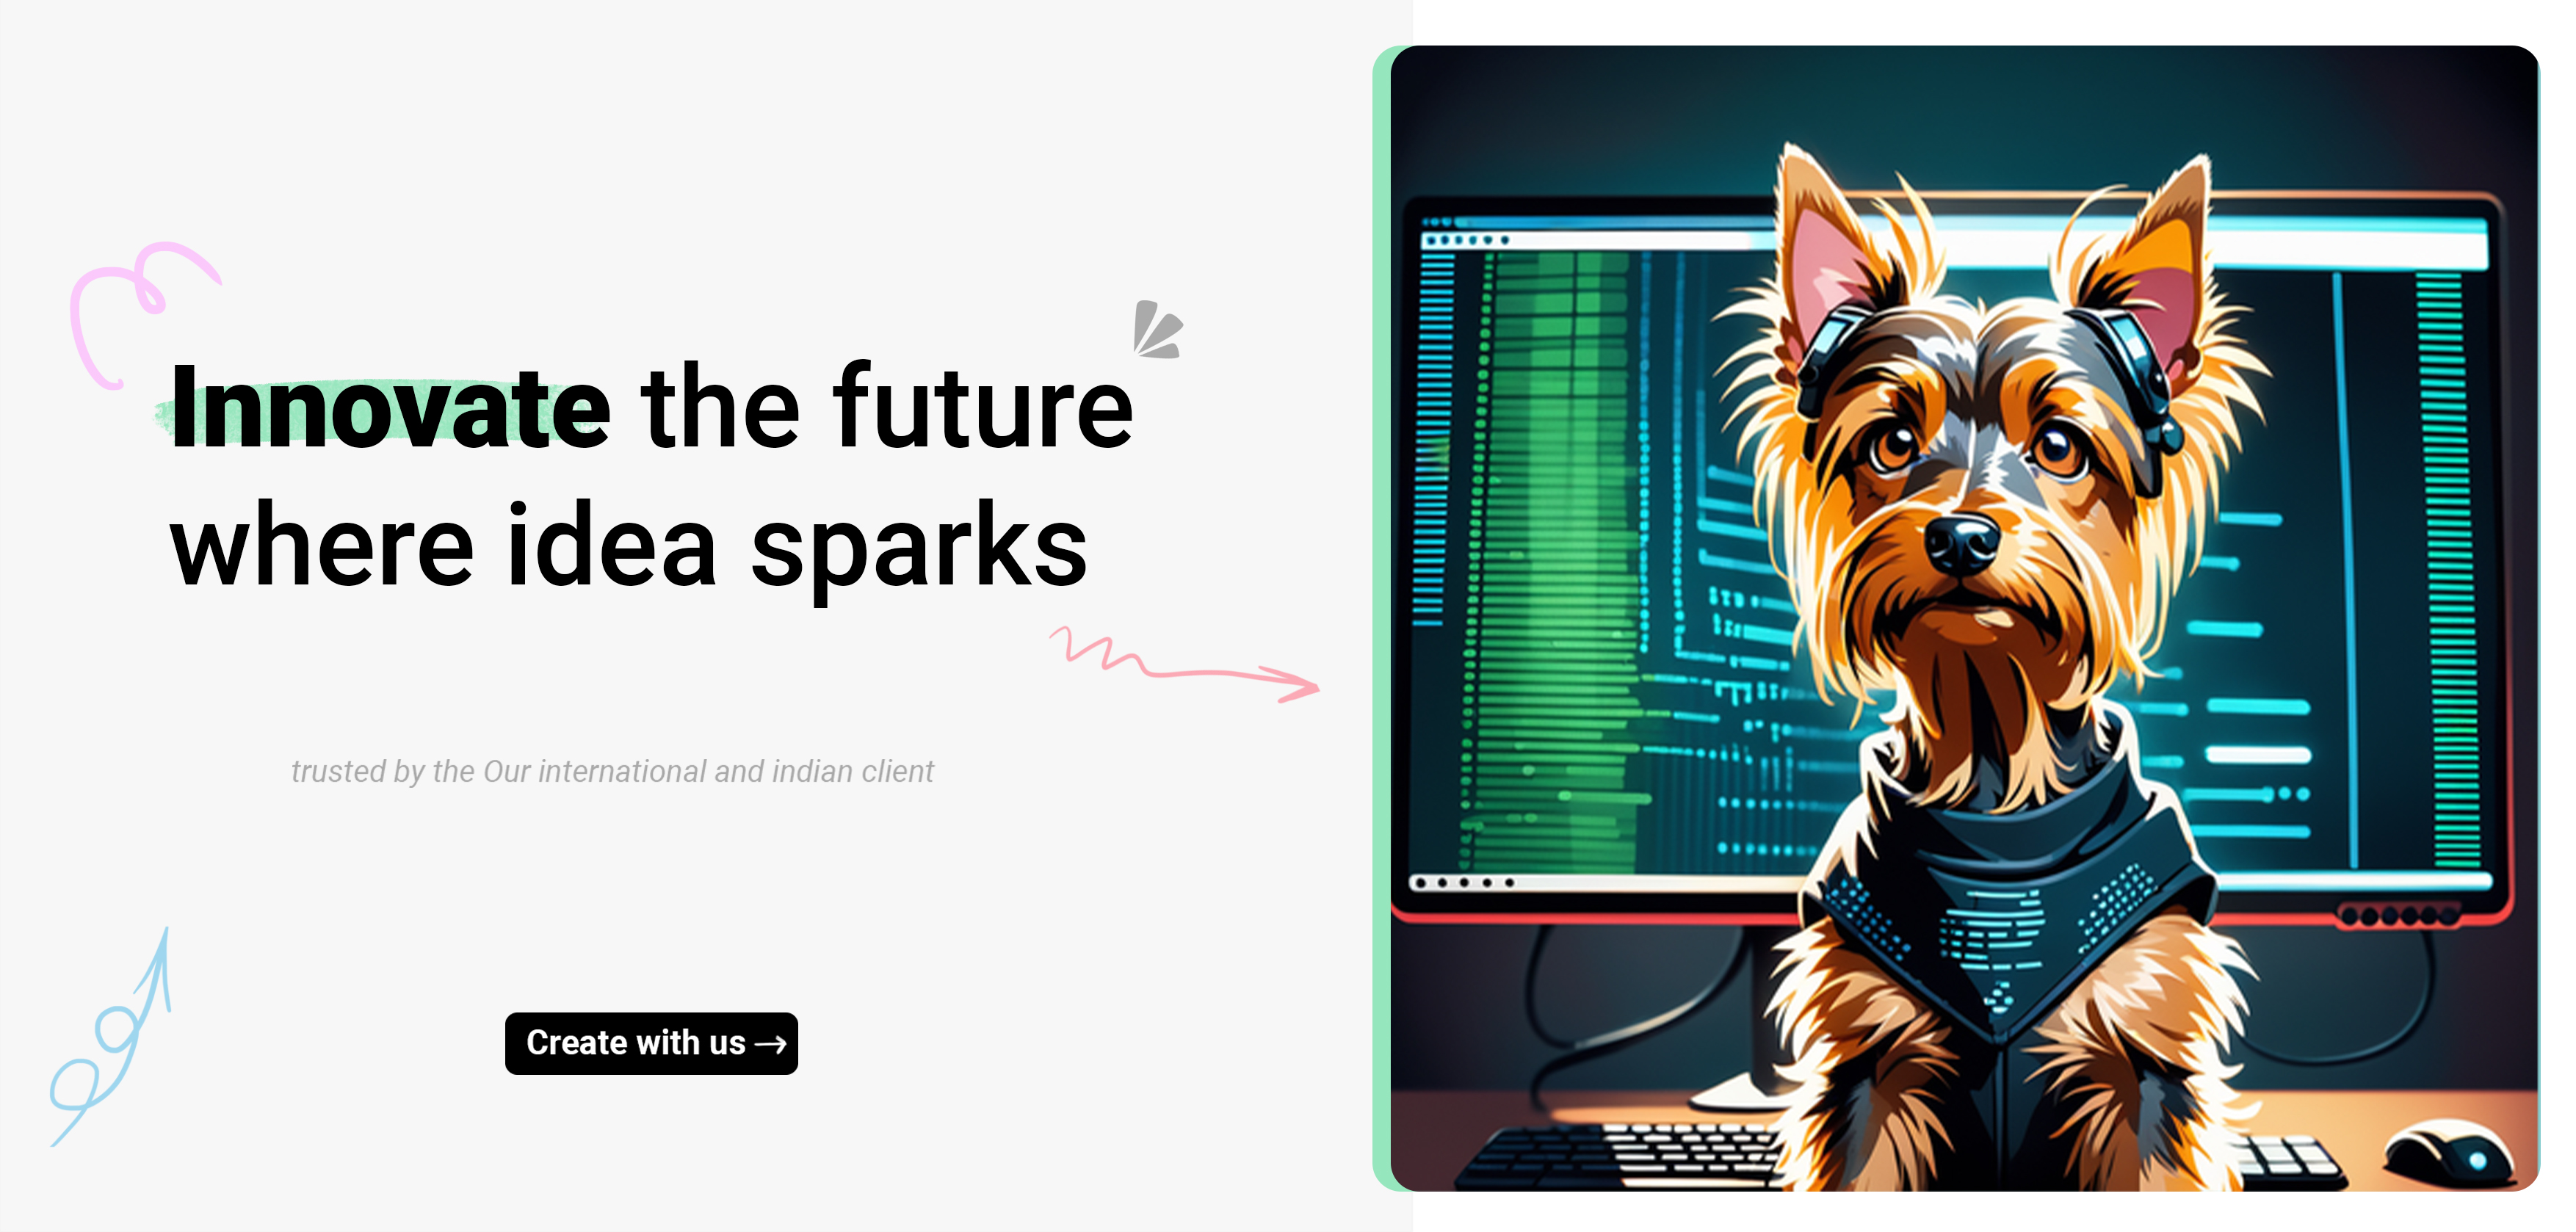 Innovate the future
where idea sparks
trusted by the Our international and indian client
Create with us →